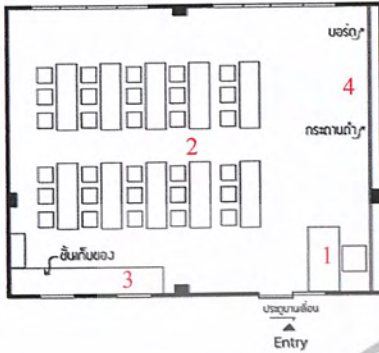 บอร์ด
4
กระดานดำ
2
1
ชั้นเก็บของ
3
ประตูบานเลื่อน
Entry